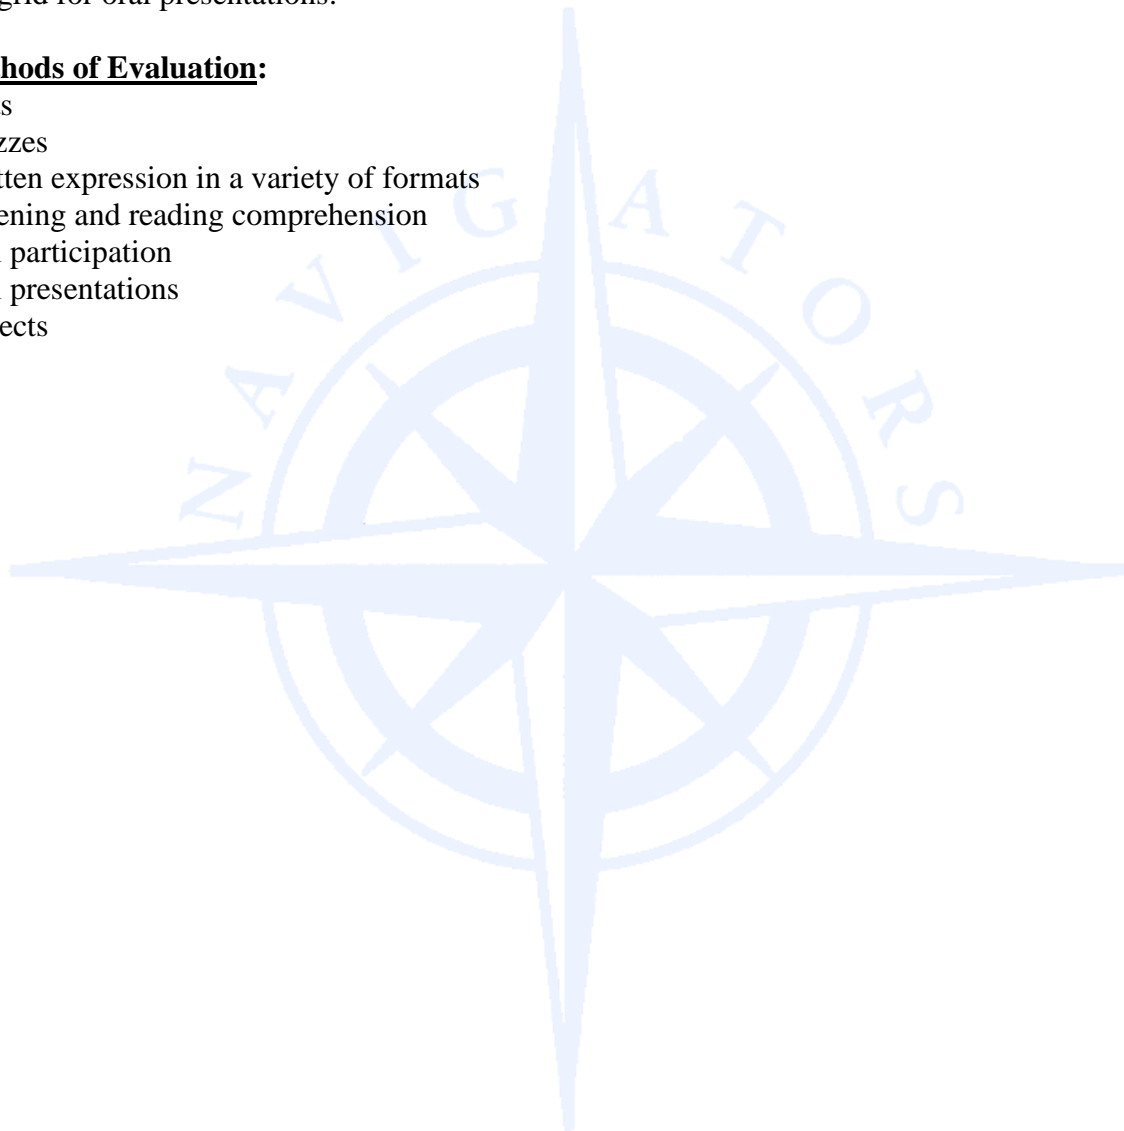 grid for oral presentations.
hods of Evaluation:
s
zzes
tten expression in a variety of formats
ening and reading comprehension
participation
presentations
ects
NAVIGATORS